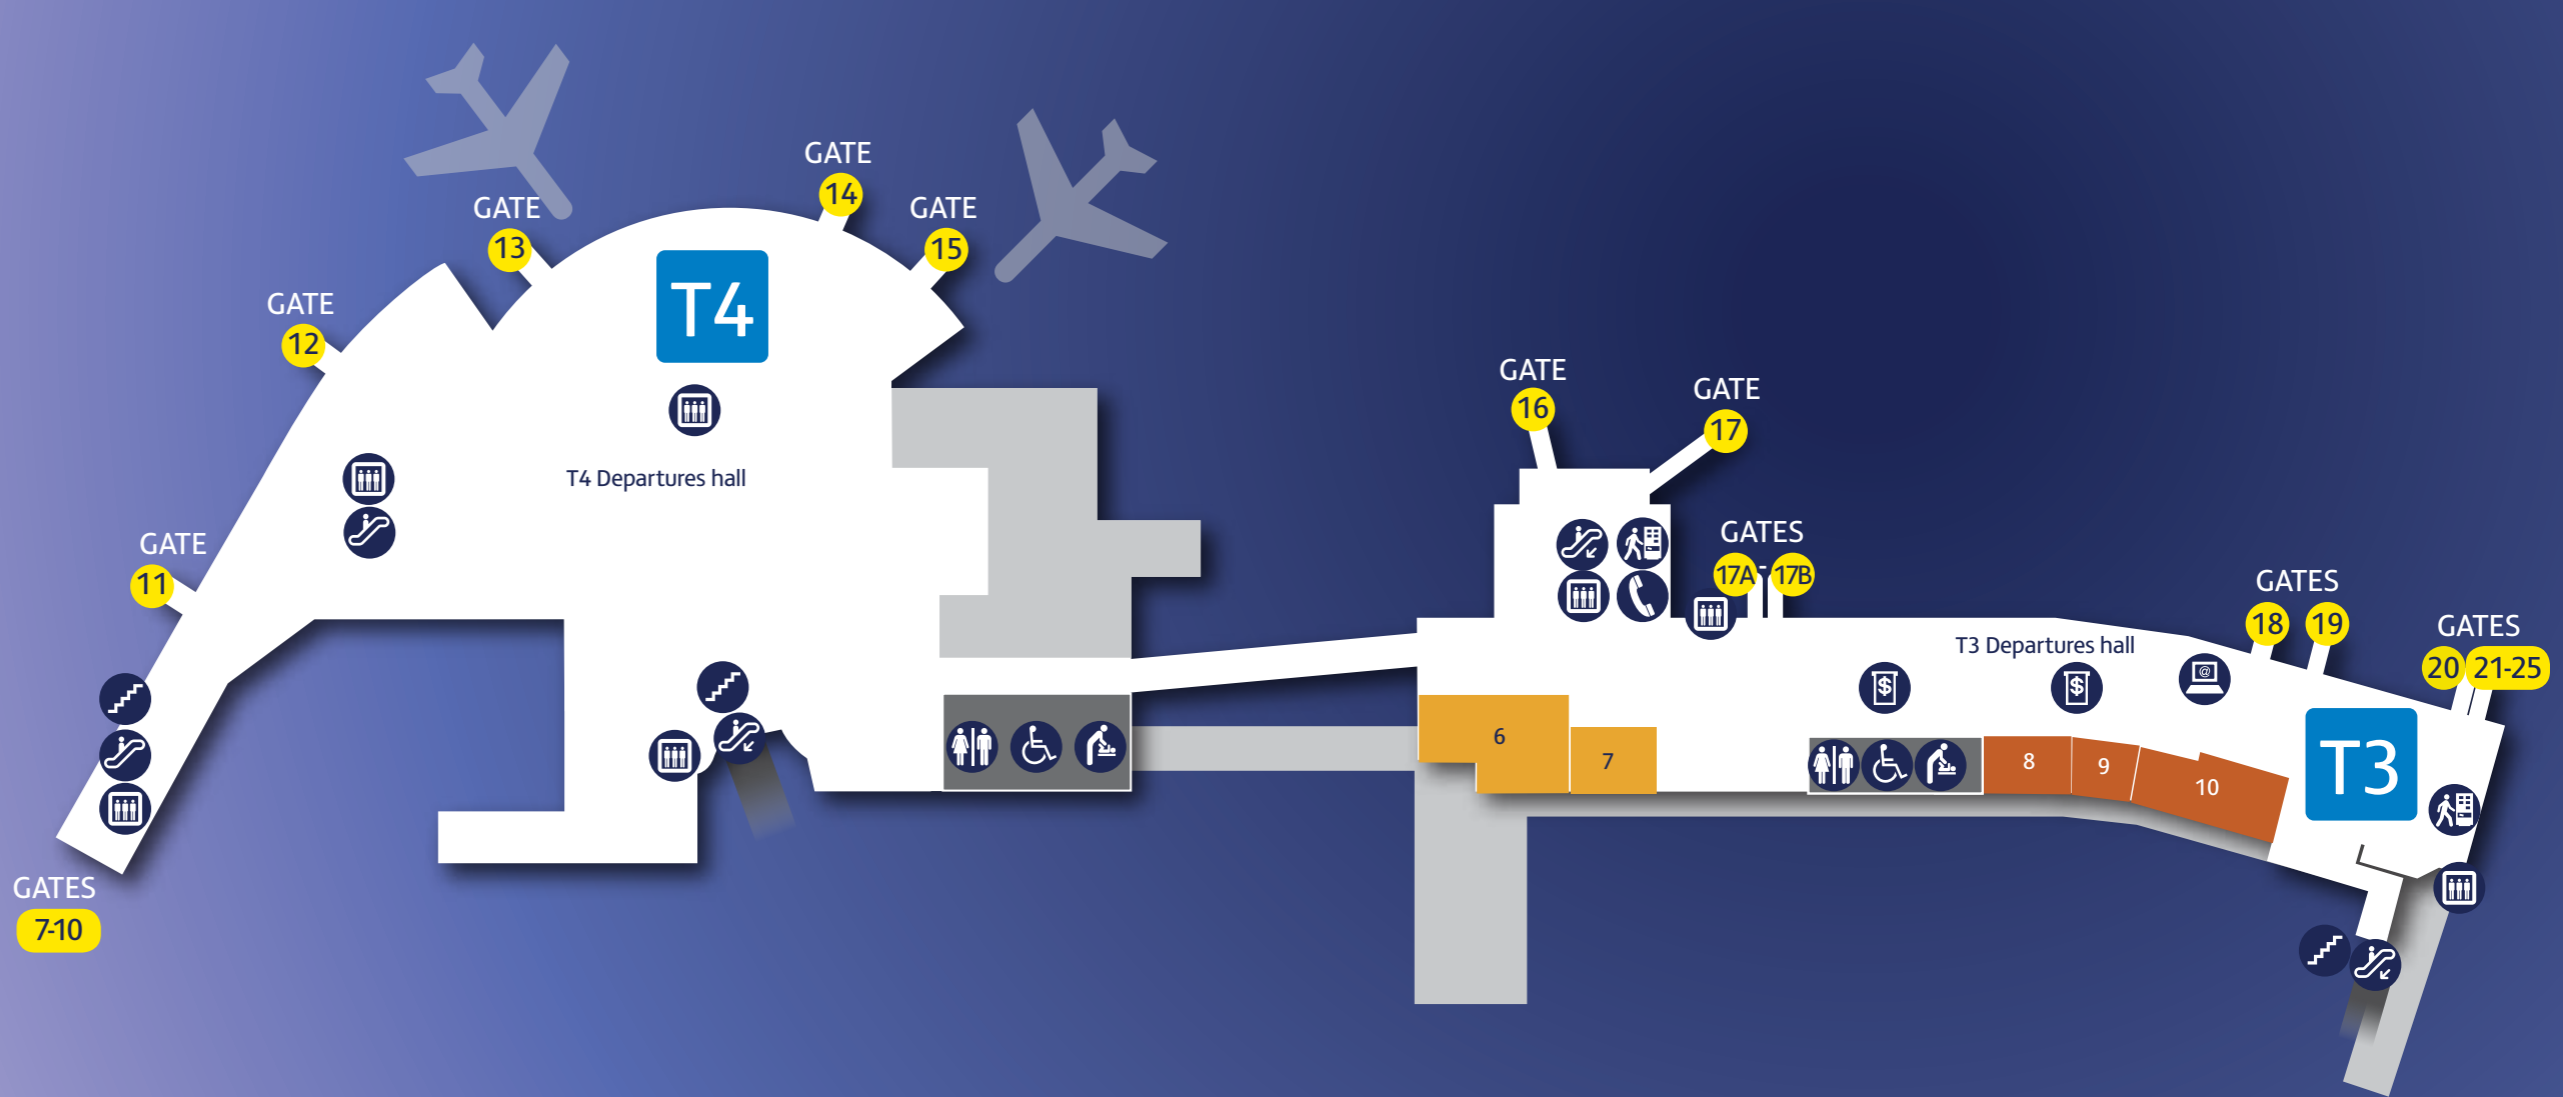 GATE
14
GATE
13
GATE
15
T4
GATE
12
T4 Departures hall
GATE
11
GATES
7-10
GATE
16
GATE
17
GATES
17A - 17B
T3 Departures hall
$
$
@
GATES
18 19
GATES
20 21-25
6
7
8
9
10
T3